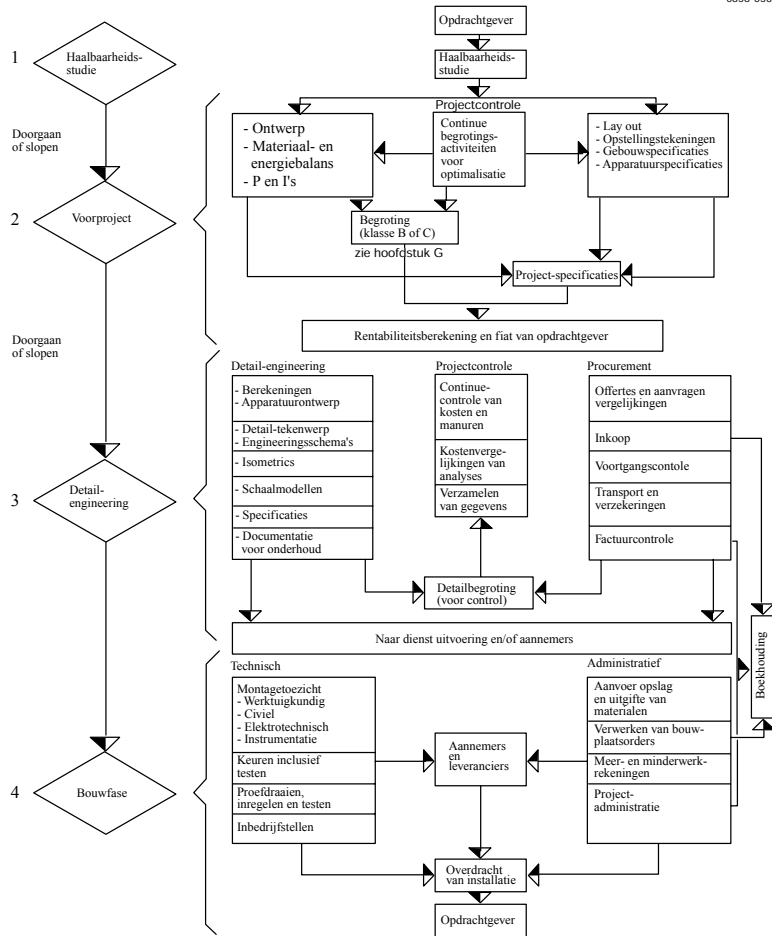 Opdrachtgever
1
Haalbaarheids-
studie
Haalbaarheids-
studie
Doorgaan
of slopen
Projectcontrole
- Ontwerp
- Materiaal- en
energiebalans
- P en I's
Continue
begrotings-
activiteiten
voor
optimalisatie
- Lay out
- Opstellingstekeningen
- Gebouwspecificaties
- Apparatuurspecificaties
2
Voorproject
Begroting
(klasse B of C)
zie hoofdstuk G
Project-specificaties
Doorgaan
of slopen
Rentabiliteitsberekening en fiat van opdrachtgever
Detail-engineering
Projectcontrole
Procurement
- Berekeningen
- Apparatuurontwerp
- Detail-tekenwerp
- Engineeringsschema's
- Isometrics
- Schaalmodellen
- Specificaties
- Documentatie
voor onderhoud
Continue-
controle van
kosten en
manuren
Kostenverge-
lijkingen van
analyses
Verzamelen
van gegevens
Offertes en aanvragen
vergelijkingen
Inkoop
Voortgangscontole
Transport en
verzekeringen
Factuurcontrole
3
Detail-
engineering
Detailbegroting
(voor control)
Naar dienst uitvoering en/of aannemers
Boekhouding
Technisch
Administratief
Montagetoezicht
- Werktuigkundig
- Civiel
- Elektrotechnisch
- Instrumentatie
Keuren inclusief
testen
Proefdraaien,
inregelen en testen
Inbedrijfstellen
Aannemers
en
leveranciers
Aanvoer opslag
en uitgifte van
materialen
Verwerken van bouw-
plaatsorders
Meer- en minderwerk-
rekeningen
Project-
administratie
4
Bouwfase
Overdracht
van installatie
Opdrachtgever